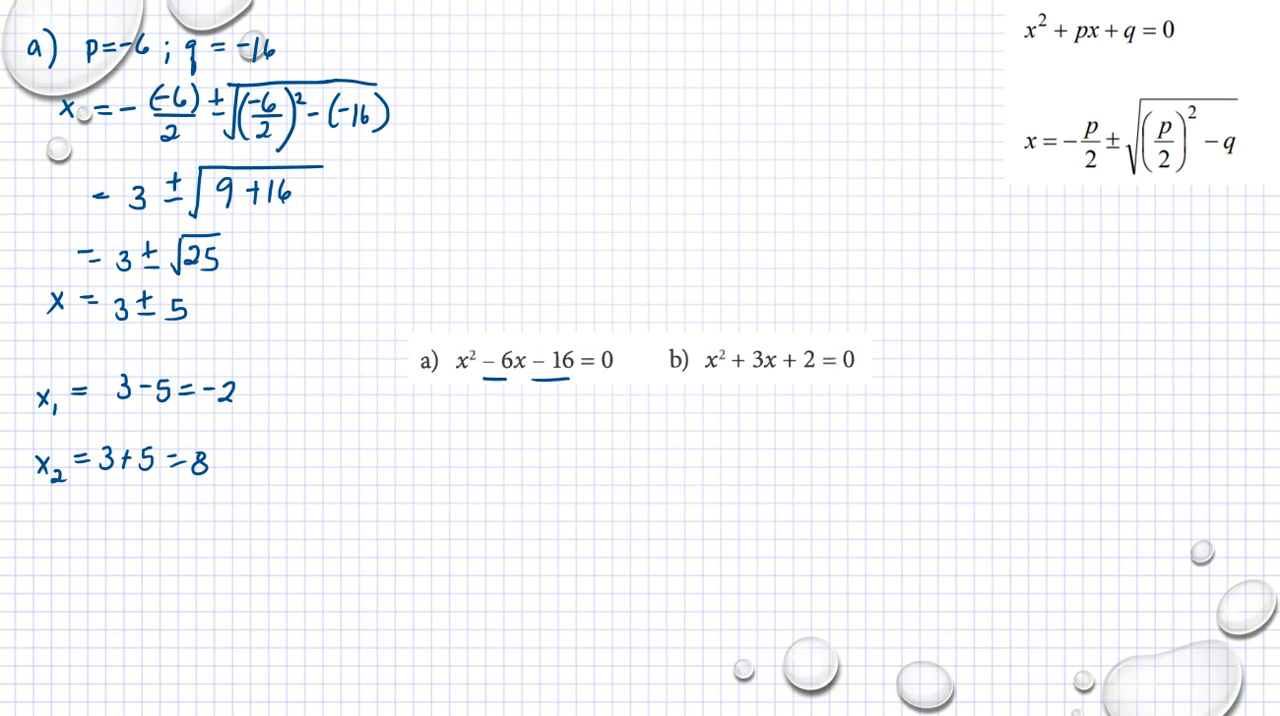 a) p=-6 ; q = -16
x = - (-6)/2 ± √((-6/2)² - (-16))
= 3 ± √(9+16)
= 3 ± √25
x = 3 ± 5
x₁ = 3-5=-2
x₂ = 3+5=8
x² + px + q = 0
x = -p/2 ± √((p/2)² - q)
a) x² – 6x – 16 = 0 b) x² + 3x + 2 = 0